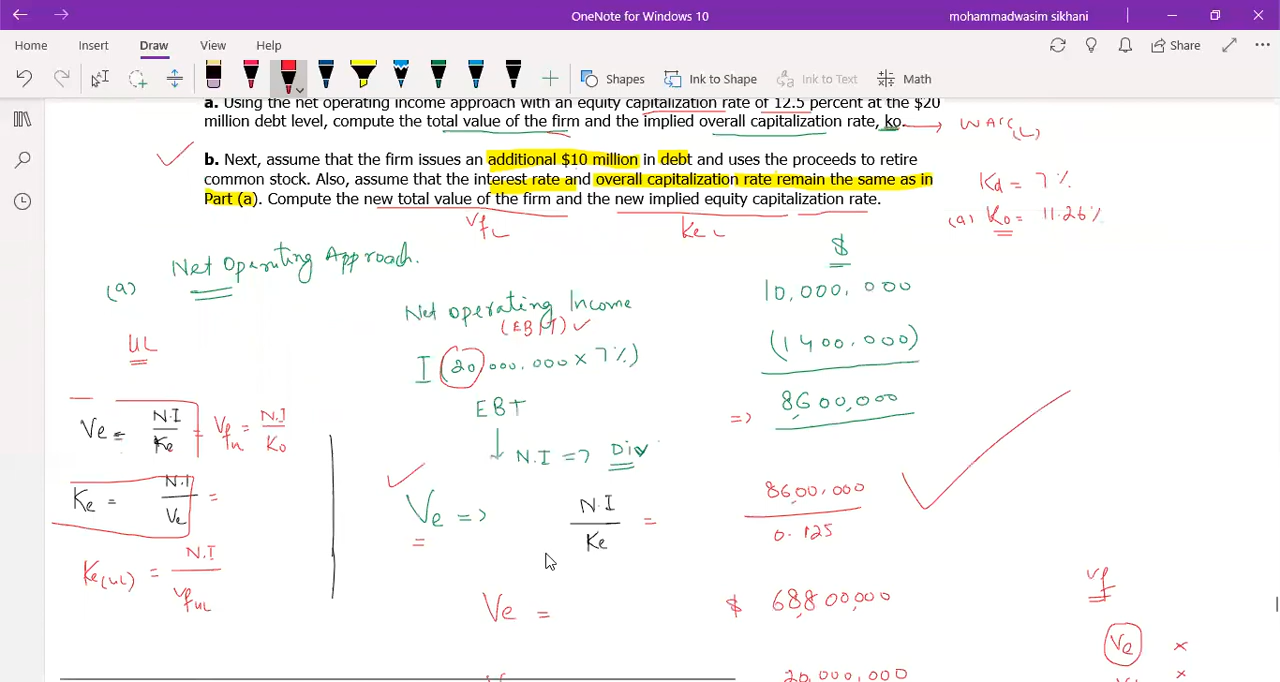 OneNote for Windows 10
mohammadwasim sikhani
Home Insert Draw View Help
Share
Shapes Ink to Shape Ink to Text Math
a. Using the net operating income approach with an equity capitalization rate of 12.5 percent at the $20
million debt level, compute the total value of the firm and the implied overall capitalization rate, ko. → WACC(L)
b. Next, assume that the firm issues an additional $10 million in debt and uses the proceeds to retire
common stock. Also, assume that the interest rate and overall capitalization rate remain the same as in
Part (a). Compute the new total value of the firm and the new implied equity capitalization rate.
Kd = 7%
(a) Ko = 11.26%
VfL KeL
(a) Net Operating Approach.
$
Net operating Income 10,000,000
(EBIT) ✓
I (20,000,000 x 7%) (1400,000)
EBT => 8600,000
↓ N.I => Div
UL
Ve = N.I / Ke = Vfu = N.I / Ko
Ke = N.I / Ve =
Ke(UL) = N.I / VfUL
Ve => N.I / Ke = 8600,000 / 0.125
Ve = $ 68,800,000
20,000,000
Vf
Ve x
x